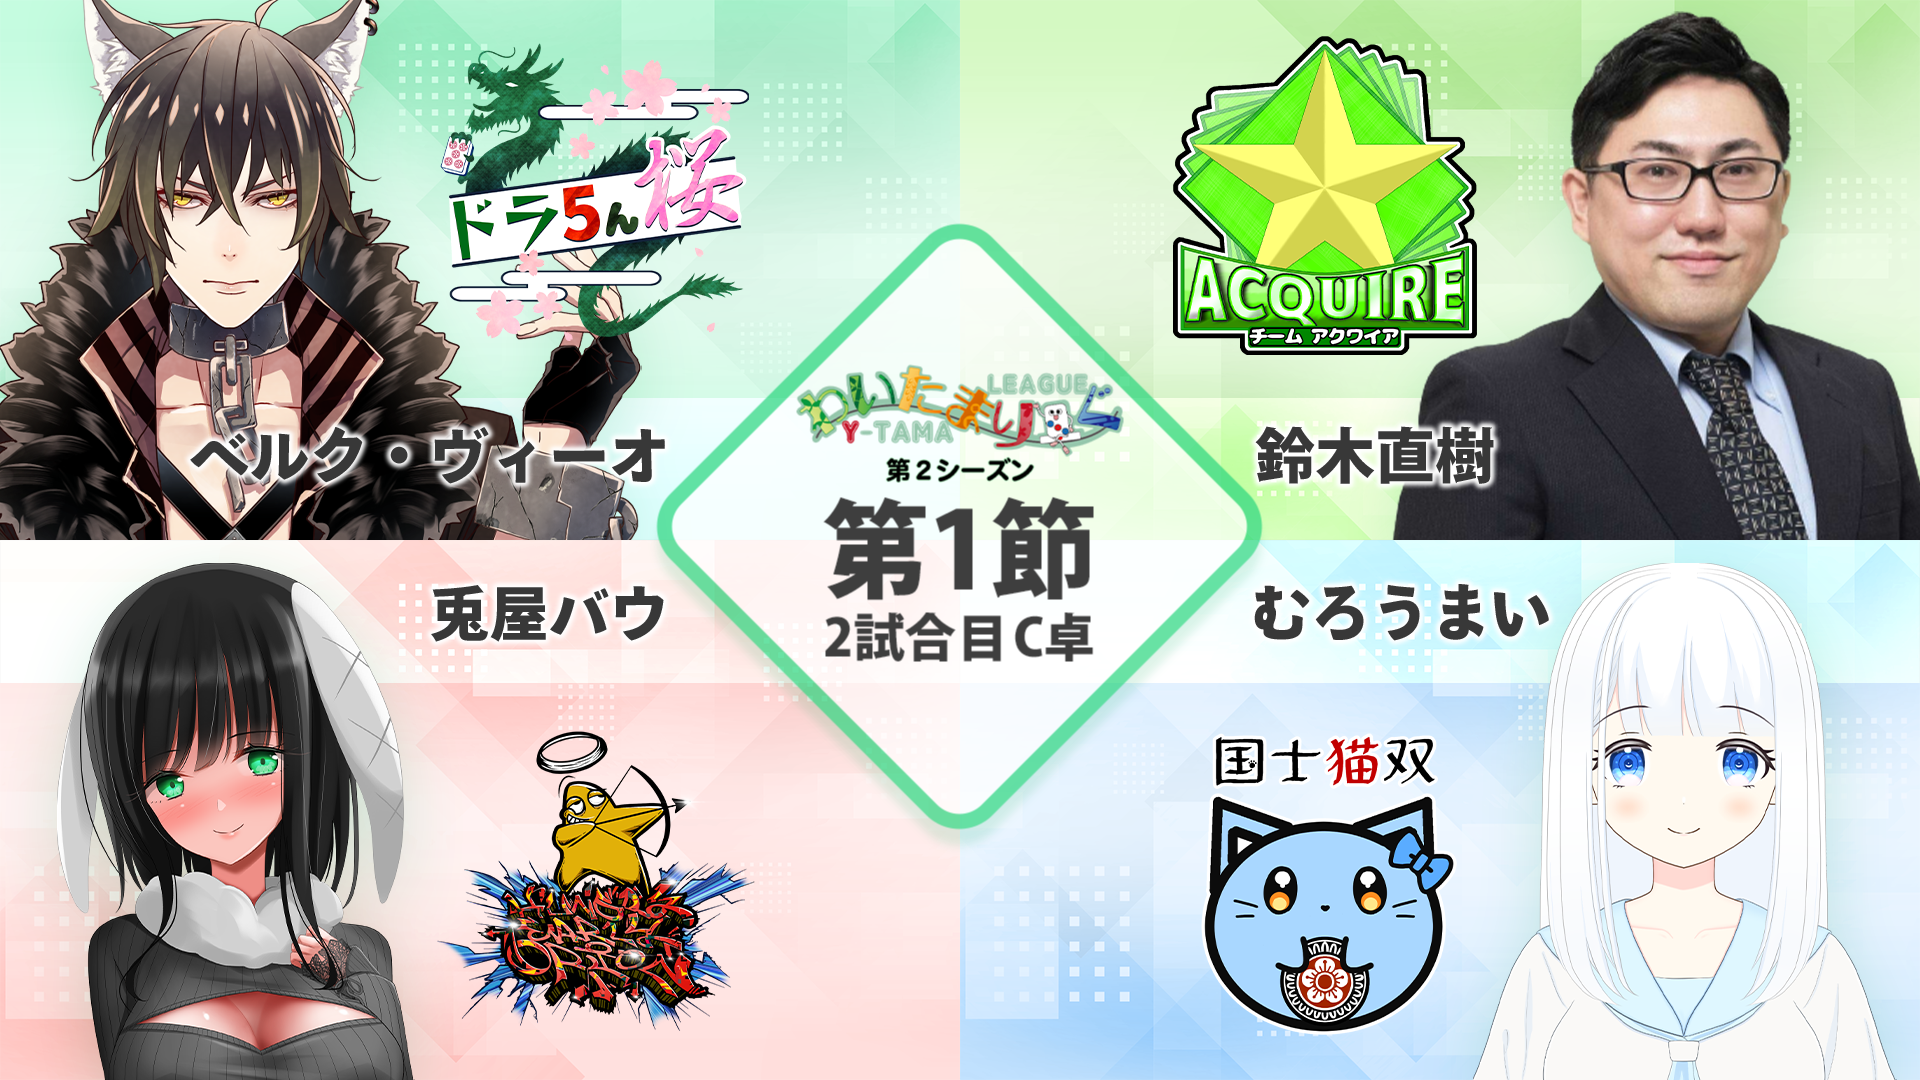 ドラ5ん桜
ベルク・ヴィーオ
ACQUIRE
チーム アクワイア
鈴木直樹
わいたまりーぐ
Y-TAMA LEAGUE
第2シーズン
第1節
2試合目 C卓
兎屋バウ
むろうまい
国士猫双